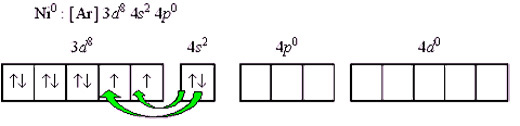 Ni⁰ : [Ar] 3d⁸ 4s² 4p⁰
3d⁸ 4s² 4p⁰ 4d⁰
↑↓ ↑↓ ↑↓ ↑ ↑ ↑↓